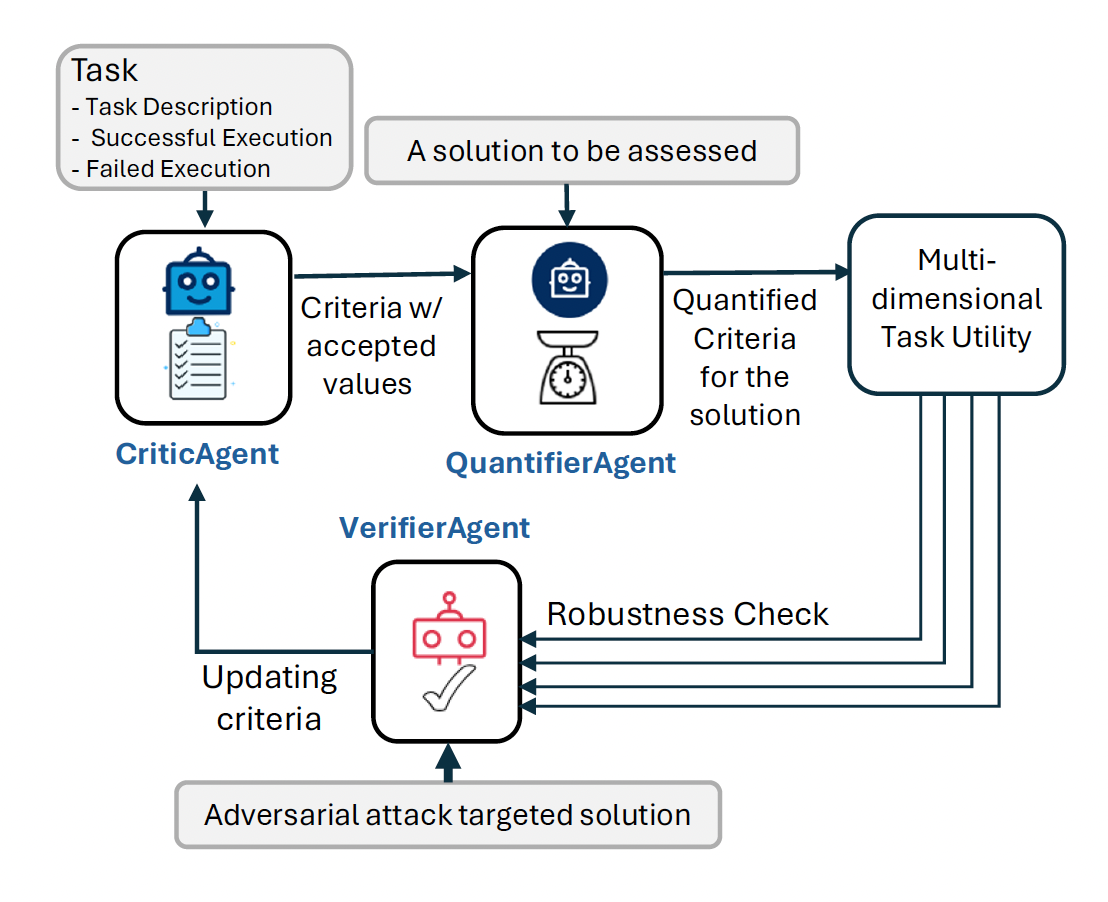 Task
- Task Description
- Successful Execution
- Failed Execution
A solution to be assessed
Criteria w/
accepted
values
Quantified
Criteria
for the
solution
Multi-
dimensional
Task Utility
CriticAgent
QuantifierAgent
VerifierAgent
Robustness Check
Updating
criteria
Adversarial attack targeted solution